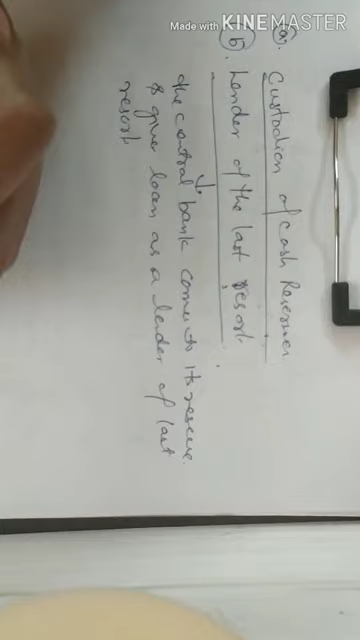 Made with KINEMASTER
(a). Custodian of cash Reserves
(b). Lender of the last resort.
the central bank comes to its rescue
& give loan as a lender of last
resort